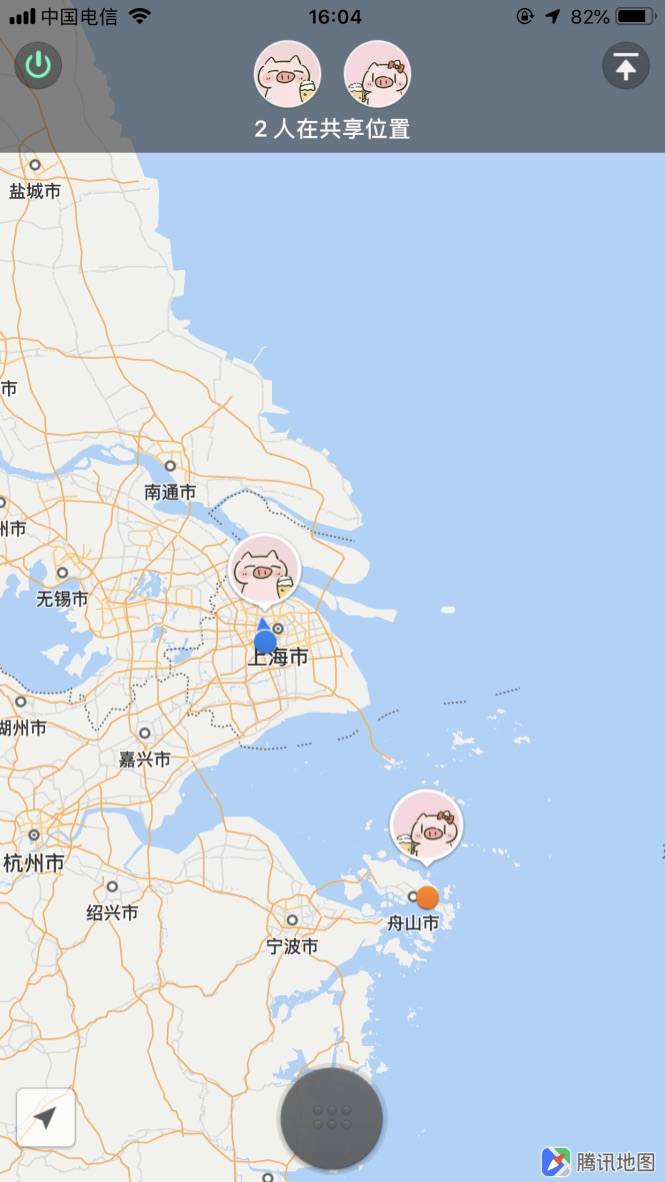 中国电信
16:04
82%
2 人在共享位置
盐城市
市
南通市
州市
无锡市
上海市
湖州市
嘉兴市
杭州市
绍兴市
舟山市
宁波市
腾讯地图